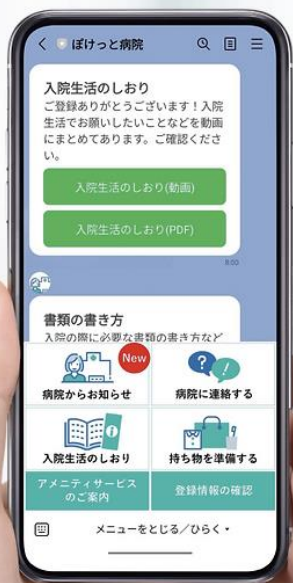 ぽけっと病院
入院生活のしおり
ご登録ありがとうございます！入院
生活でお願いしたいことなどを動画
にまとめてあります。ご確認くださ
い。
入院生活のしおり(動画)
入院生活のしおり(PDF)
8:00
書類の書き方
入院の際に必要な書類の書き方など
New
病院からお知らせ
病院に連絡する
入院生活のしおり
持ち物を準備する
アメニティサービス
のご案内
登録情報の確認
メニューをとじる／ひらく